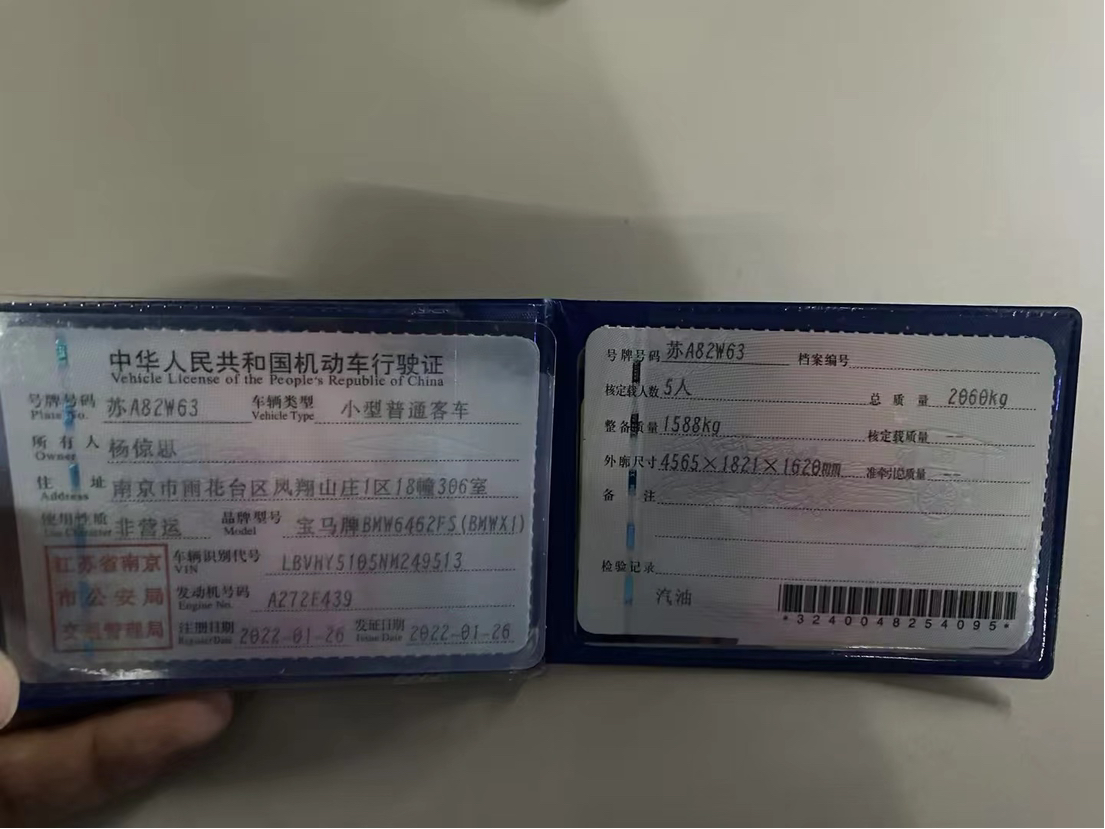 中华人民共和国机动车行驶证
Vehicle License of the People's Republic of China
号牌号码 苏A82W63 车辆类型 小型普通客车
Plate No. Vehicle Type
所有人 杨倞思
Owner
住址 南京市雨花台区凤翔山庄1区18幢306室
Address
使用性质 非营运 品牌型号 宝马牌BMW6462FS(BMWX1)
Use Character Model
江苏省南京
市公安局
交通管理局
车辆识别代号 LBVNY5105NM249513
VIN
发动机号码 A272E439
Engine No.
注册日期 2022-01-26 发证日期 2022-01-26
Register Date Issue Date
号牌号码 苏A82W63 档案编号
核定载人数 5人 总质量 2060kg
整备质量 1588kg 核定载质量 --
外廓尺寸 4565×1821×1620mm 准牵引总质量 --
备注
检验记录
汽油
*3240048254095*